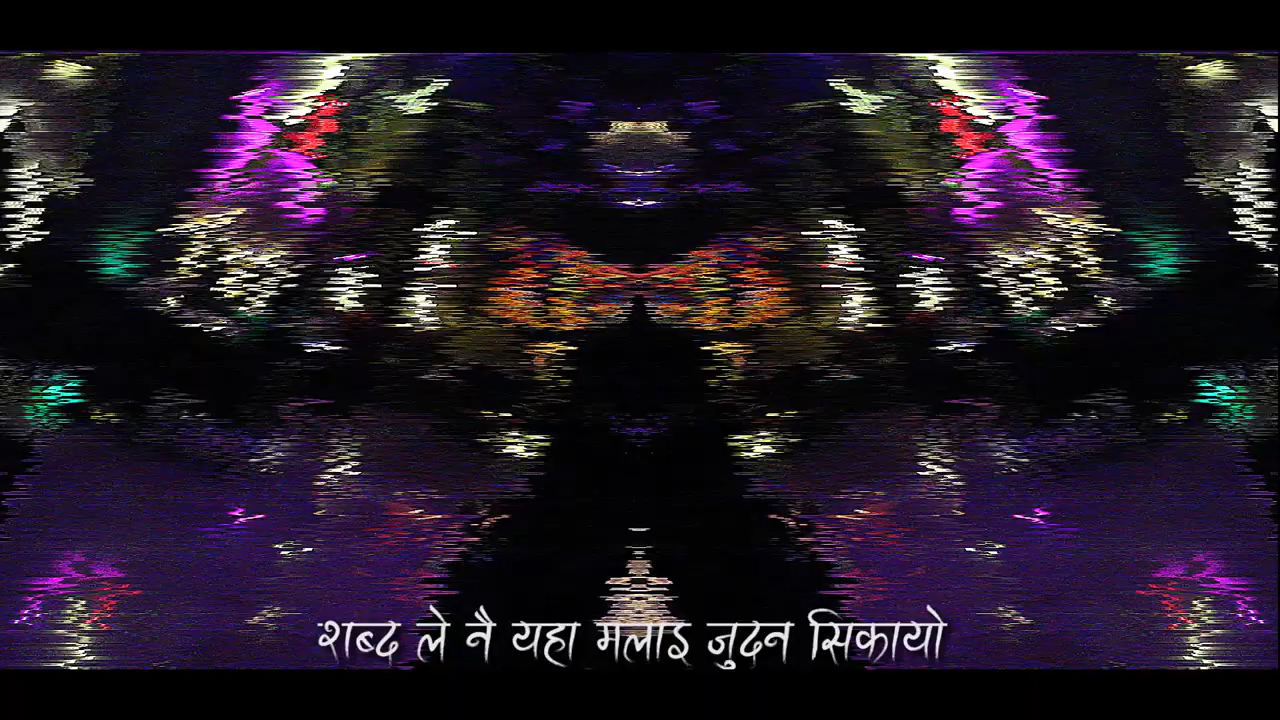 शब्द ले नै यहा मलाइ जुदन सिकायो